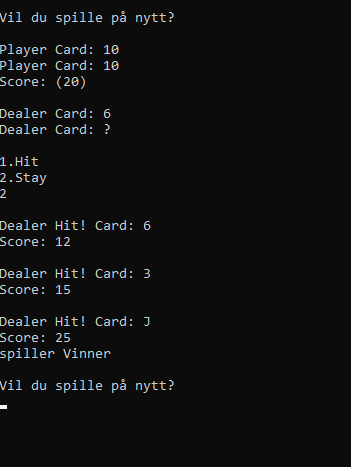 Vil du spille på nytt?
Player Card: 10
Player Card: 10
Score: (20)
Dealer Card: 6
Dealer Card: ?
1.Hit
2.Stay
2
Dealer Hit! Card: 6
Score: 12
Dealer Hit! Card: 3
Score: 15
Dealer Hit! Card: J
Score: 25
spiller Vinner
Vil du spille på nytt?